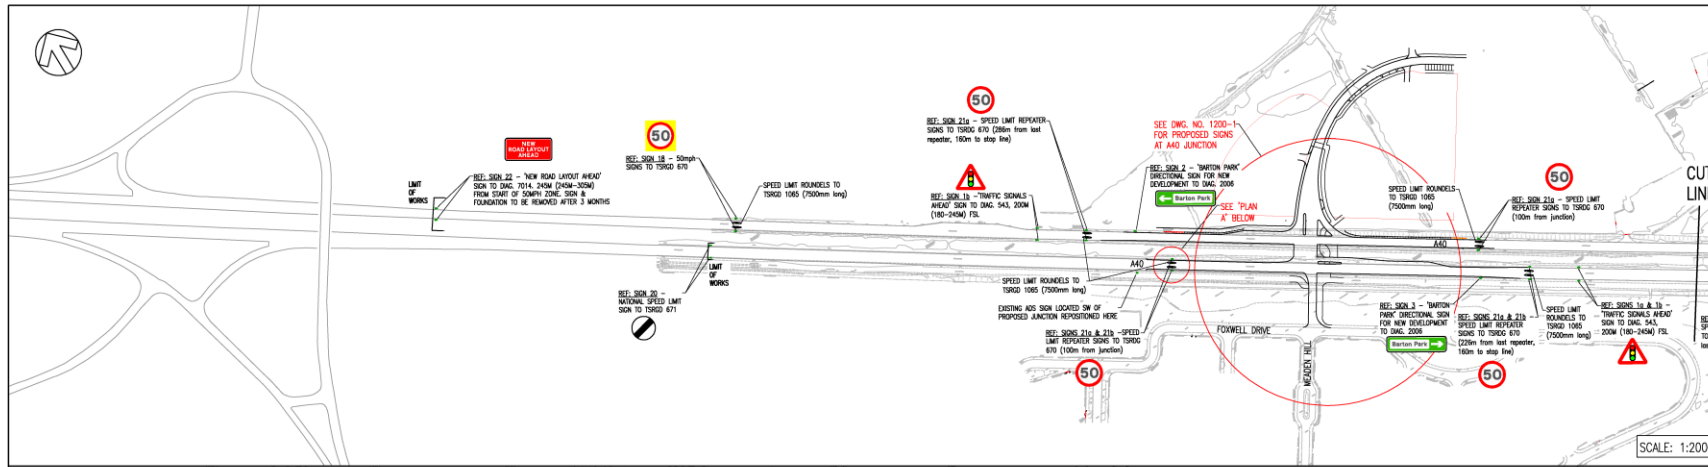 NEW
ROAD LAYOUT
AHEAD
REF: SIGN 22 - 'NEW ROAD LAYOUT AHEAD'
SIGN TO DIAG. 7014, 245M (245M-305M)
FROM START OF 50MPH ZONE. SIGN &
FOUNDATION TO BE REMOVED AFTER 3 MONTHS
LIMIT
OF
WORKS
50
REF: SIGN 18 - 50mph
SIGNS TO TSRGD 670
SPEED LIMIT ROUNDELS TO
TSRGD 1065 (7500mm long)
LIMIT
OF
WORKS
REF: SIGN 20 -
NATIONAL SPEED LIMIT
SIGN TO TSRGD 671
50
REF: SIGN 21a - SPEED LIMIT REPEATER
SIGNS TO TSRDG 670 (286m from last
repeater, 160m to stop line)
REF: SIGN 1b -'TRAFFIC SIGNALS
AHEAD' SIGN TO DIAG. 543, 200M
(180-245M) FSL
SEE DWG. NO. 1200-1
FOR PROPOSED SIGNS
AT A40 JUNCTION
REF: SIGN 2 - 'BARTON PARK'
DIRECTIONAL SIGN FOR NEW
DEVELOPMENT TO DIAG. 2006
Barton Park
SEE 'PLAN
A' BELOW
A40
SPEED LIMIT ROUNDELS TO
TSRGD 1065 (7500mm long)
EXISTING ADS SIGN LOCATED SW OF
PROPOSED JUNCTION REPOSITIONED HERE
REF: SIGNS 21a & 21b -SPEED
LIMIT REPEATER SIGNS TO TSRDG
670 (100m from junction)
50
FOXWELL DRIVE
MEADEN HILL
SPEED LIMIT ROUNDELS
TO TSRGD 1065
(7500mm long)
A40
50
REF: SIGN 21a - SPEED LIMIT
REPEATER SIGNS TO TSRDG 670
(100m from junction)
REF: SIGN 3 - 'BARTON
PARK' DIRECTIONAL SIGN
FOR NEW DEVELOPMENT
TO DIAG. 2006
Barton Park
REF: SIGNS 21a & 21b
SPEED LIMIT REPEATER
SIGNS TO TSRDG 670
(229m from last repeater,
160m to stop line)
50
SPEED LIMIT
ROUNDELS TO
TSRGD 1065
(7500mm long)
REF: SIGNS 1a & 1b -
'TRAFFIC SIGNALS AHEAD'
SIGN TO DIAG. 543,
200M (180-245M) FSL
CUT
LINE
SCALE: 1:200